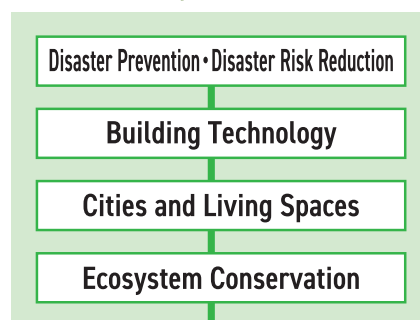 Disaster Prevention・Disaster Risk Reduction
Building Technology
Cities and Living Spaces
Ecosystem Conservation